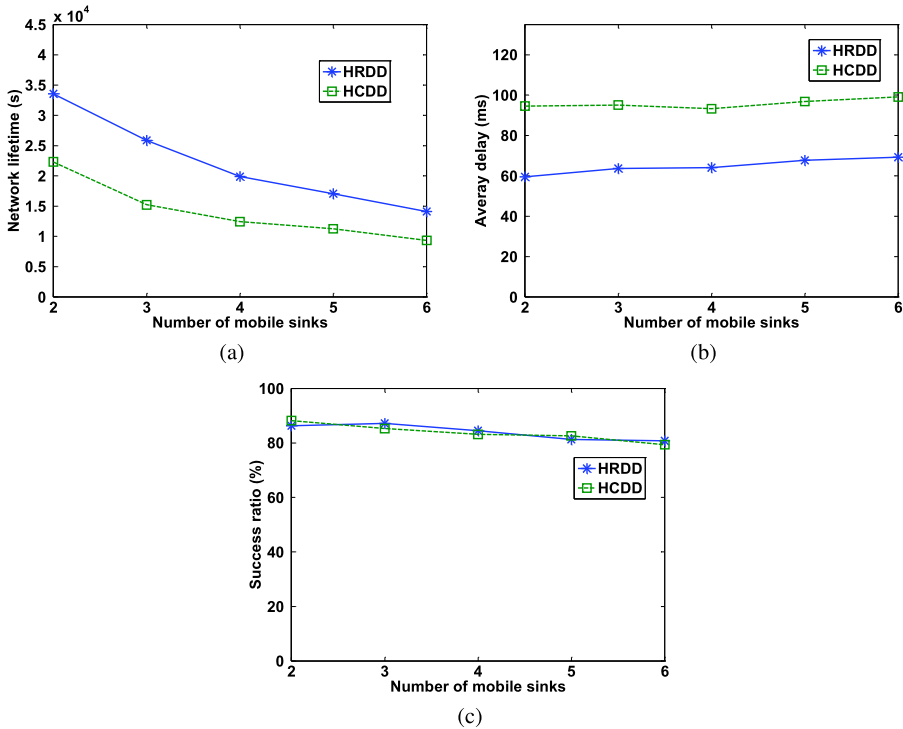 x 10^4
4.5
4
3.5
3
2.5
2
1.5
1
0.5
0
Network lifetime (s)
HRDD
HCDD
2 3 4 5 6
Number of mobile sinks
(a)
120
100
80
60
40
20
0
Averay delay (ms)
HRDD
HCDD
2 3 4 5 6
Number of mobile sinks
(b)
100
80
60
40
20
0
Success ratio (%)
HRDD
HCDD
2 3 4 5 6
Number of mobile sinks
(c)